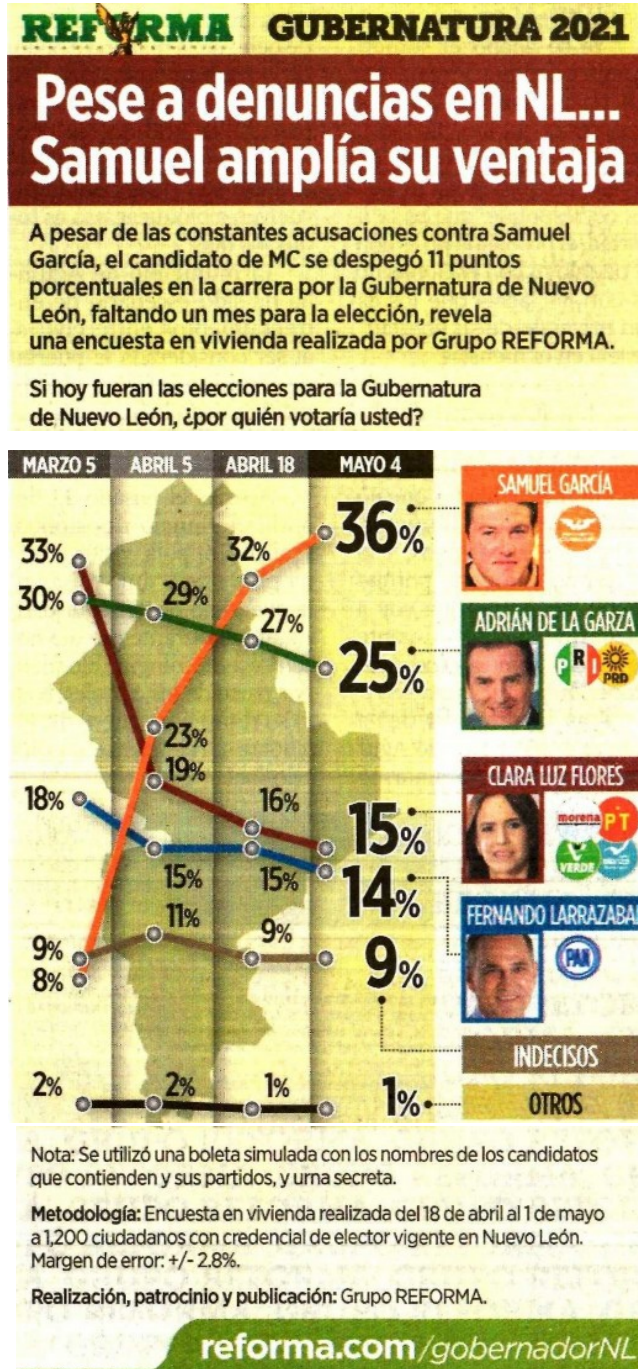 REFORMA
GUBERNATURA 2021
Pese a denuncias en NL...
Samuel amplía su ventaja
A pesar de las constantes acusaciones contra Samuel
García, el candidato de MC se despegó 11 puntos
porcentuales en la carrera por la Gubernatura de Nuevo
León, faltando un mes para la elección, revela
una encuesta en vivienda realizada por Grupo REFORMA.
Si hoy fueran las elecciones para la Gubernatura
de Nuevo León, ¿por quién votaría usted?
MARZO 5 ABRIL 5 ABRIL 18 MAYO 4
SAMUEL GARCÍA
33% 32% 36%
30% 29% 27% 25%
ADRIÁN DE LA GARZA
PRI PRD
23%
19%
CLARA LUZ FLORES
morena PT
VERDE
18% 16% 15%
15% 15% 14%
FERNANDO LARRAZABA
PAN
9% 11% 9% 9%
8%
INDECISOS
2% 2% 1% 1%
OTROS
Nota: Se utilizó una boleta simulada con los nombres de los candidatos
que contienden y sus partidos, y urna secreta.
Metodología: Encuesta en vivienda realizada del 18 de abril al 1 de mayo
a 1,200 ciudadanos con credencial de elector vigente en Nuevo León.
Margen de error: +/- 2.8%.
Realización, patrocinio y publicación: Grupo REFORMA.
reforma.com/gobernadorNL